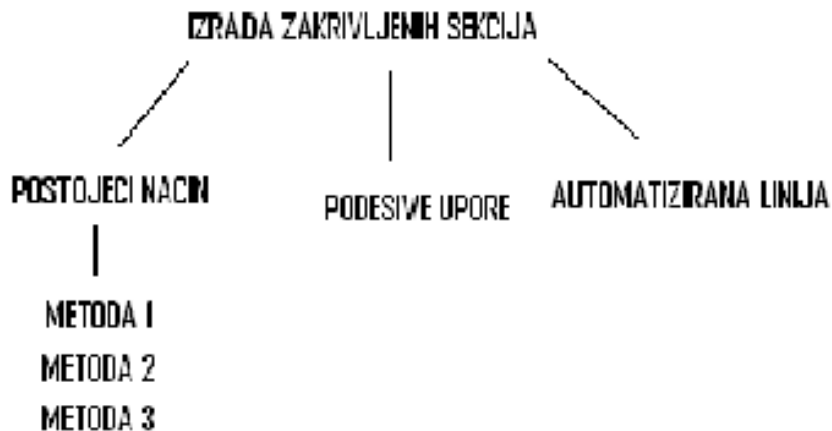 IZRADA ZAKRIVLJENIH SEKCIJA
POSTOJECI NACIN
PODESIVE UPORE
AUTOMATIZIRANA LINIJA
METODA 1
METODA 2
METODA 3